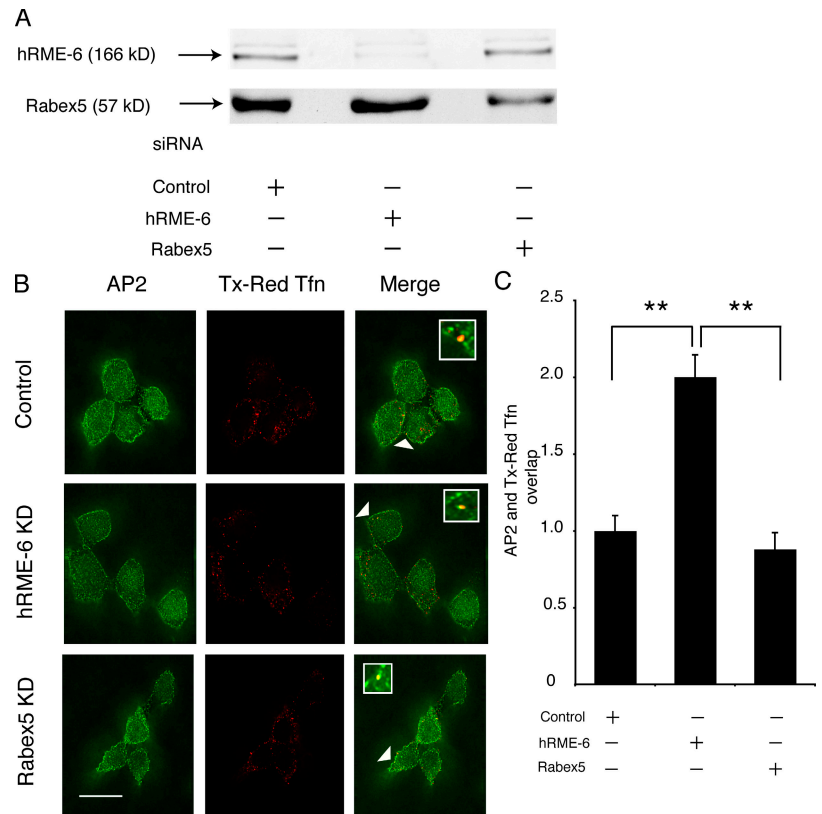 A
hRME-6 (166 kD)
Rabex5 (57 kD)
siRNA
Control + − −
hRME-6 − + −
Rabex5 − − +
B
AP2 Tx-Red Tfn Merge
Control
hRME-6 KD
Rabex5 KD
C
AP2 and Tx-Red Tfn
overlap
2.5
2.0
1.5
1.0
0.5
0
** **
Control + − −
hRME-6 − + −
Rabex5 − − +